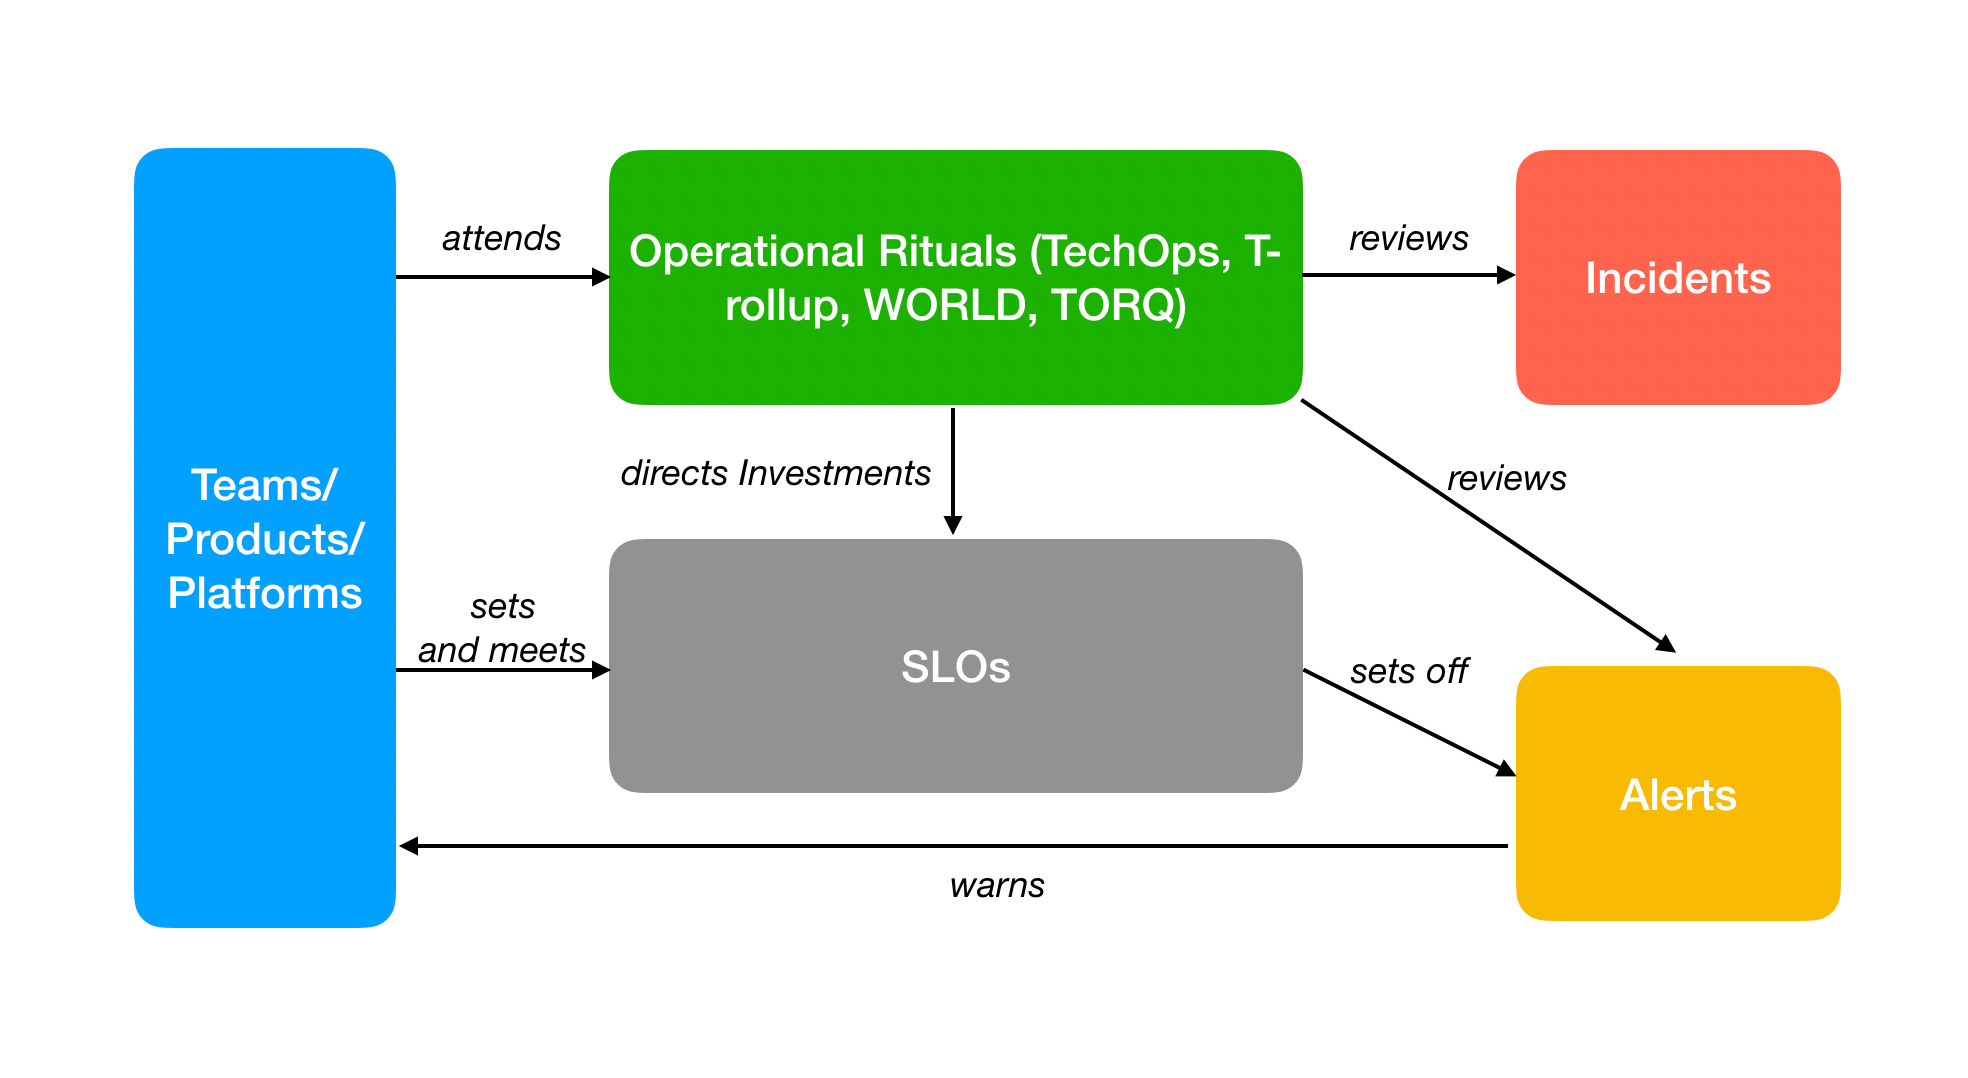 attends
Operational Rituals (TechOps, T-
rollup, WORLD, TORQ)
reviews
Incidents
directs Investments
reviews
Teams/
Products/
Platforms
sets
and meets
SLOs
sets off
Alerts
warns